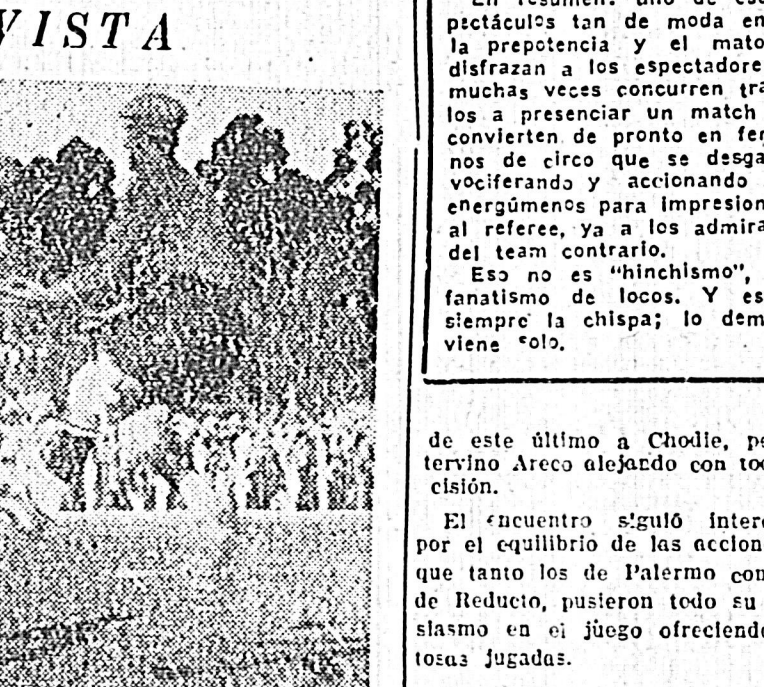 VISTA
En resumen: uno de es
pectáculos tan de moda en
la prepotencia y el mato
disfrazan a los espectadore
muchas veces concurren tra
los a presenciar un match
convierten de pronto en fer
nos de circo que se desga
vociferando y accionando
energúmenos para impresion
al referee, ya a los admira
del team contrario.
Eso no es "hinchismo",
fanatismo de locos. Y es
siempre la chispa; lo dem
viene solo.
de este último a Chodie, pe
tervino Areco alejando con to
cisión.
El encuentro siguió inter
por el equilibrio de las accion
que tanto los de Palermo com
de Reducto, pusieron todo su
siasmo en el juego ofreciend
tosas jugadas.